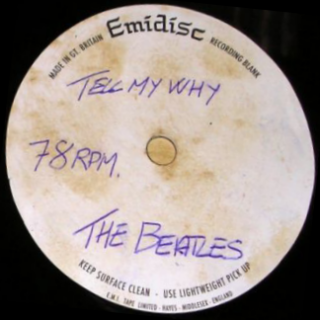 Emidisc
MADE IN GT. BRITAIN
RECORDING BLANK
TELL MY WHY
78 RPM.
THE BEATLES
KEEP SURFACE CLEAN - USE LIGHTWEIGHT PICK UP
E.M.I. TAPE LIMITED - HAYES - MIDDLESEX - ENGLAND